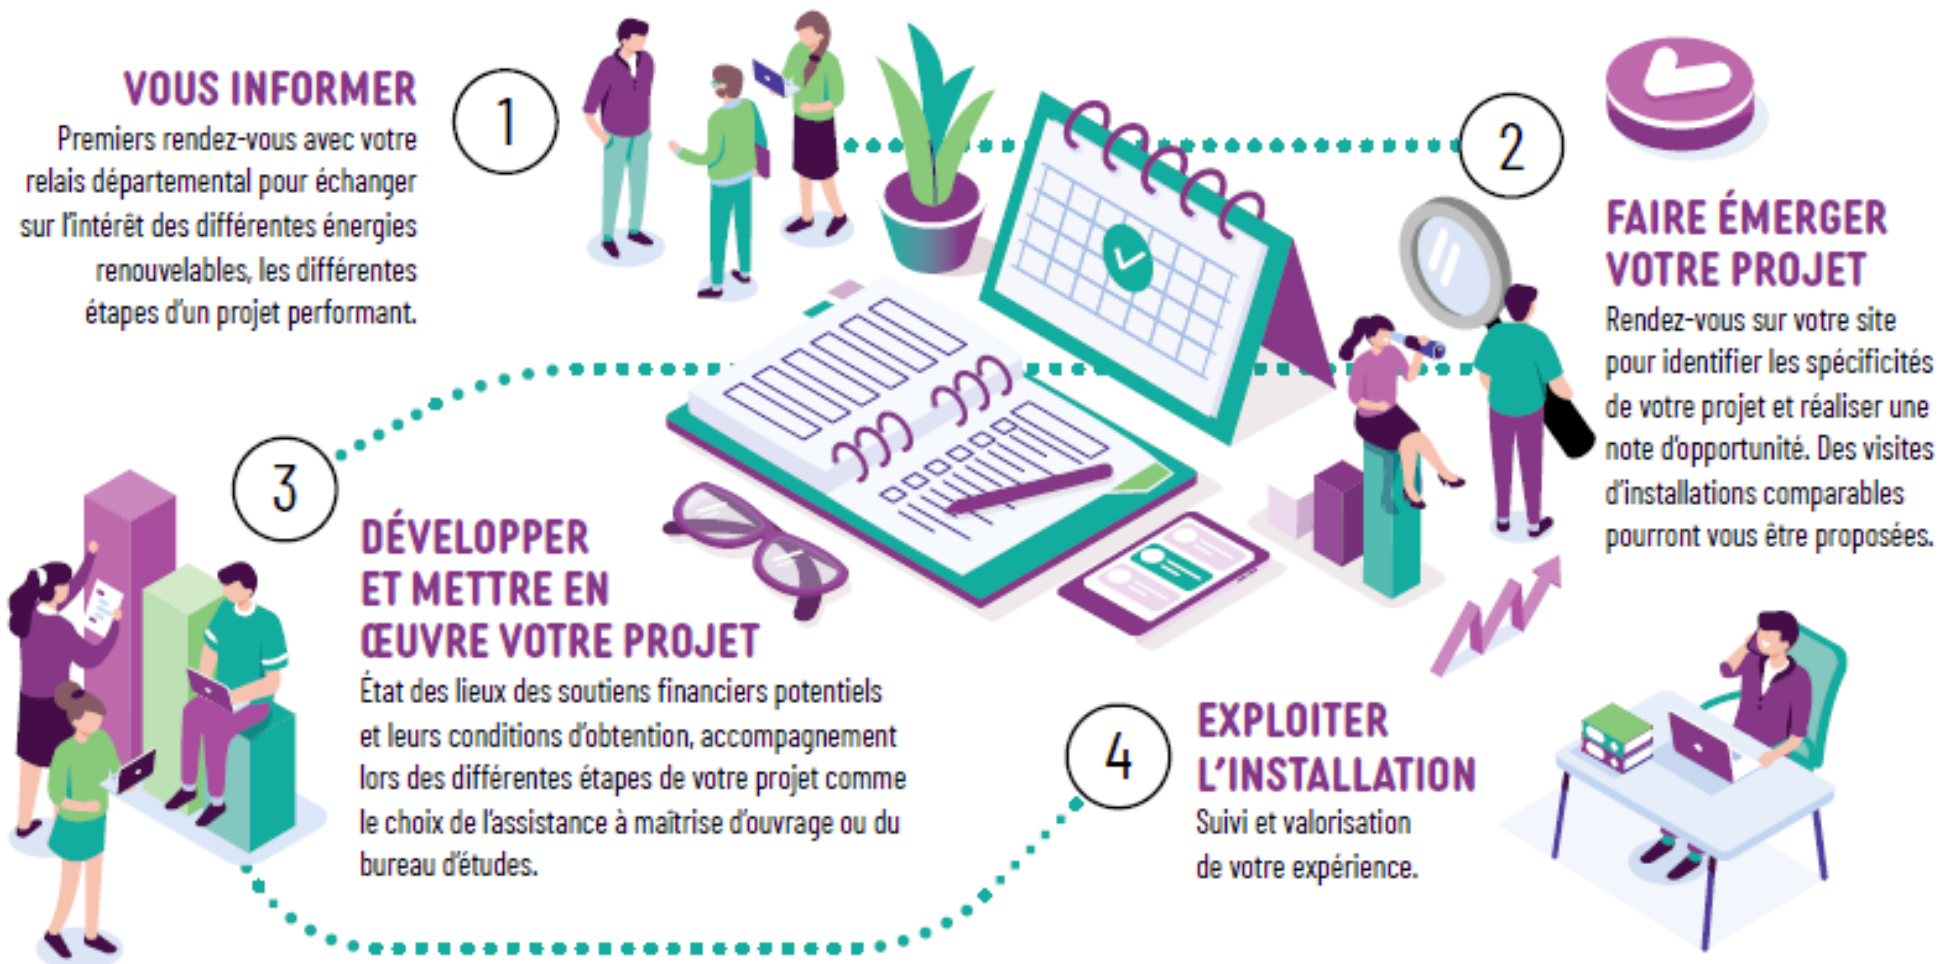 1
VOUS INFORMER
Premiers rendez-vous avec votre
relais départemental pour échanger
sur l'intérêt des différentes énergies
renouvelables, les différentes
étapes d'un projet performant.
2
FAIRE ÉMERGER
VOTRE PROJET
Rendez-vous sur votre site
pour identifier les spécificités
de votre projet et réaliser une
note d'opportunité. Des visites
d'installations comparables
pourront vous être proposées.
3
DÉVELOPPER
ET METTRE EN
ŒUVRE VOTRE PROJET
État des lieux des soutiens financiers potentiels
et leurs conditions d'obtention, accompagnement
lors des différentes étapes de votre projet comme
le choix de l'assistance à maîtrise d'ouvrage ou du
bureau d'études.
4
EXPLOITER
L'INSTALLATION
Suivi et valorisation
de votre expérience.